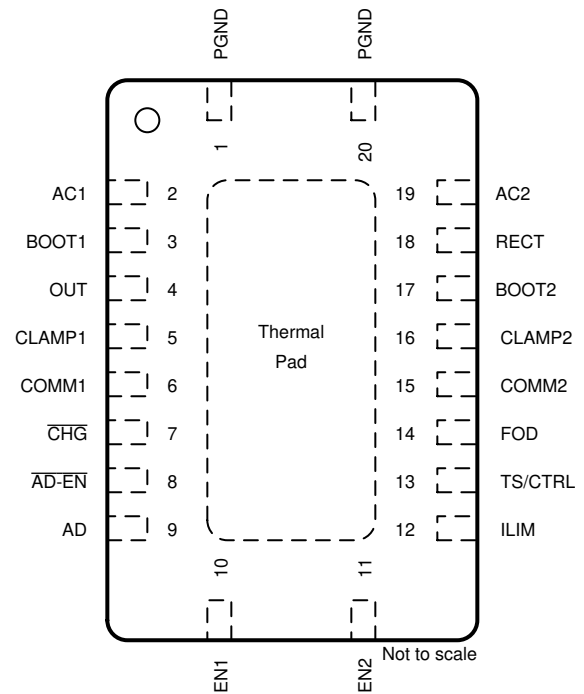 PGND
PGND
1
20
AC1 2 19 AC2
BOOT1 3 18 RECT
OUT 4 17 BOOT2
CLAMP1 5 16 CLAMP2
Thermal
Pad
COMM1 6 15 COMM2
CHG 7 14 FOD
AD-EN 8 13 TS/CTRL
AD 9 12 ILIM
10
11
EN1
EN2
Not to scale